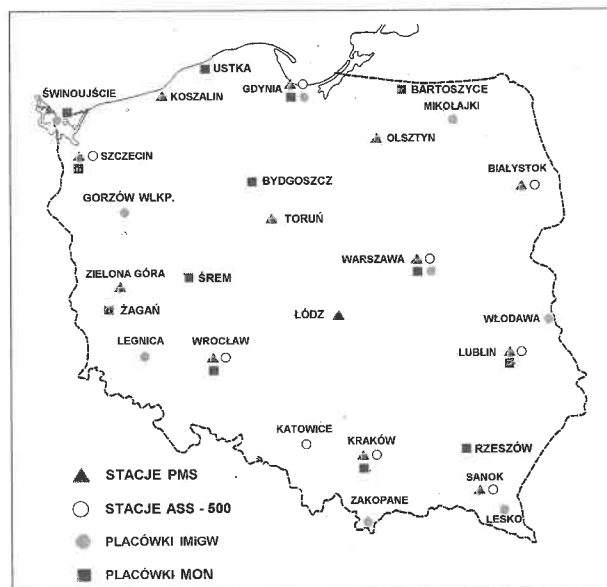 USTKA
ŚWINOUJŚCIE
KOSZALIN
GDYNIA
BARTOSZYCE
MIKOŁAJKI
OLSZTYN
SZCZECIN
BIAŁYSTOK
BYDGOSZCZ
GORZÓW WLKP.
TORUŃ
WARSZAWA
ZIELONA GÓRA
ŚREM
ŻAGAŃ
ŁÓDZ
WŁODAWA
LEGNICA
WROCŁAW
LUBLIN
KATOWICE
KRAKÓW
RZESZÓW
STACJE PMS
SANOK
ZAKOPANE
STACJE ASS - 500
LESKO
PLACÓWKI IMiGW
PLACÓWKI MON